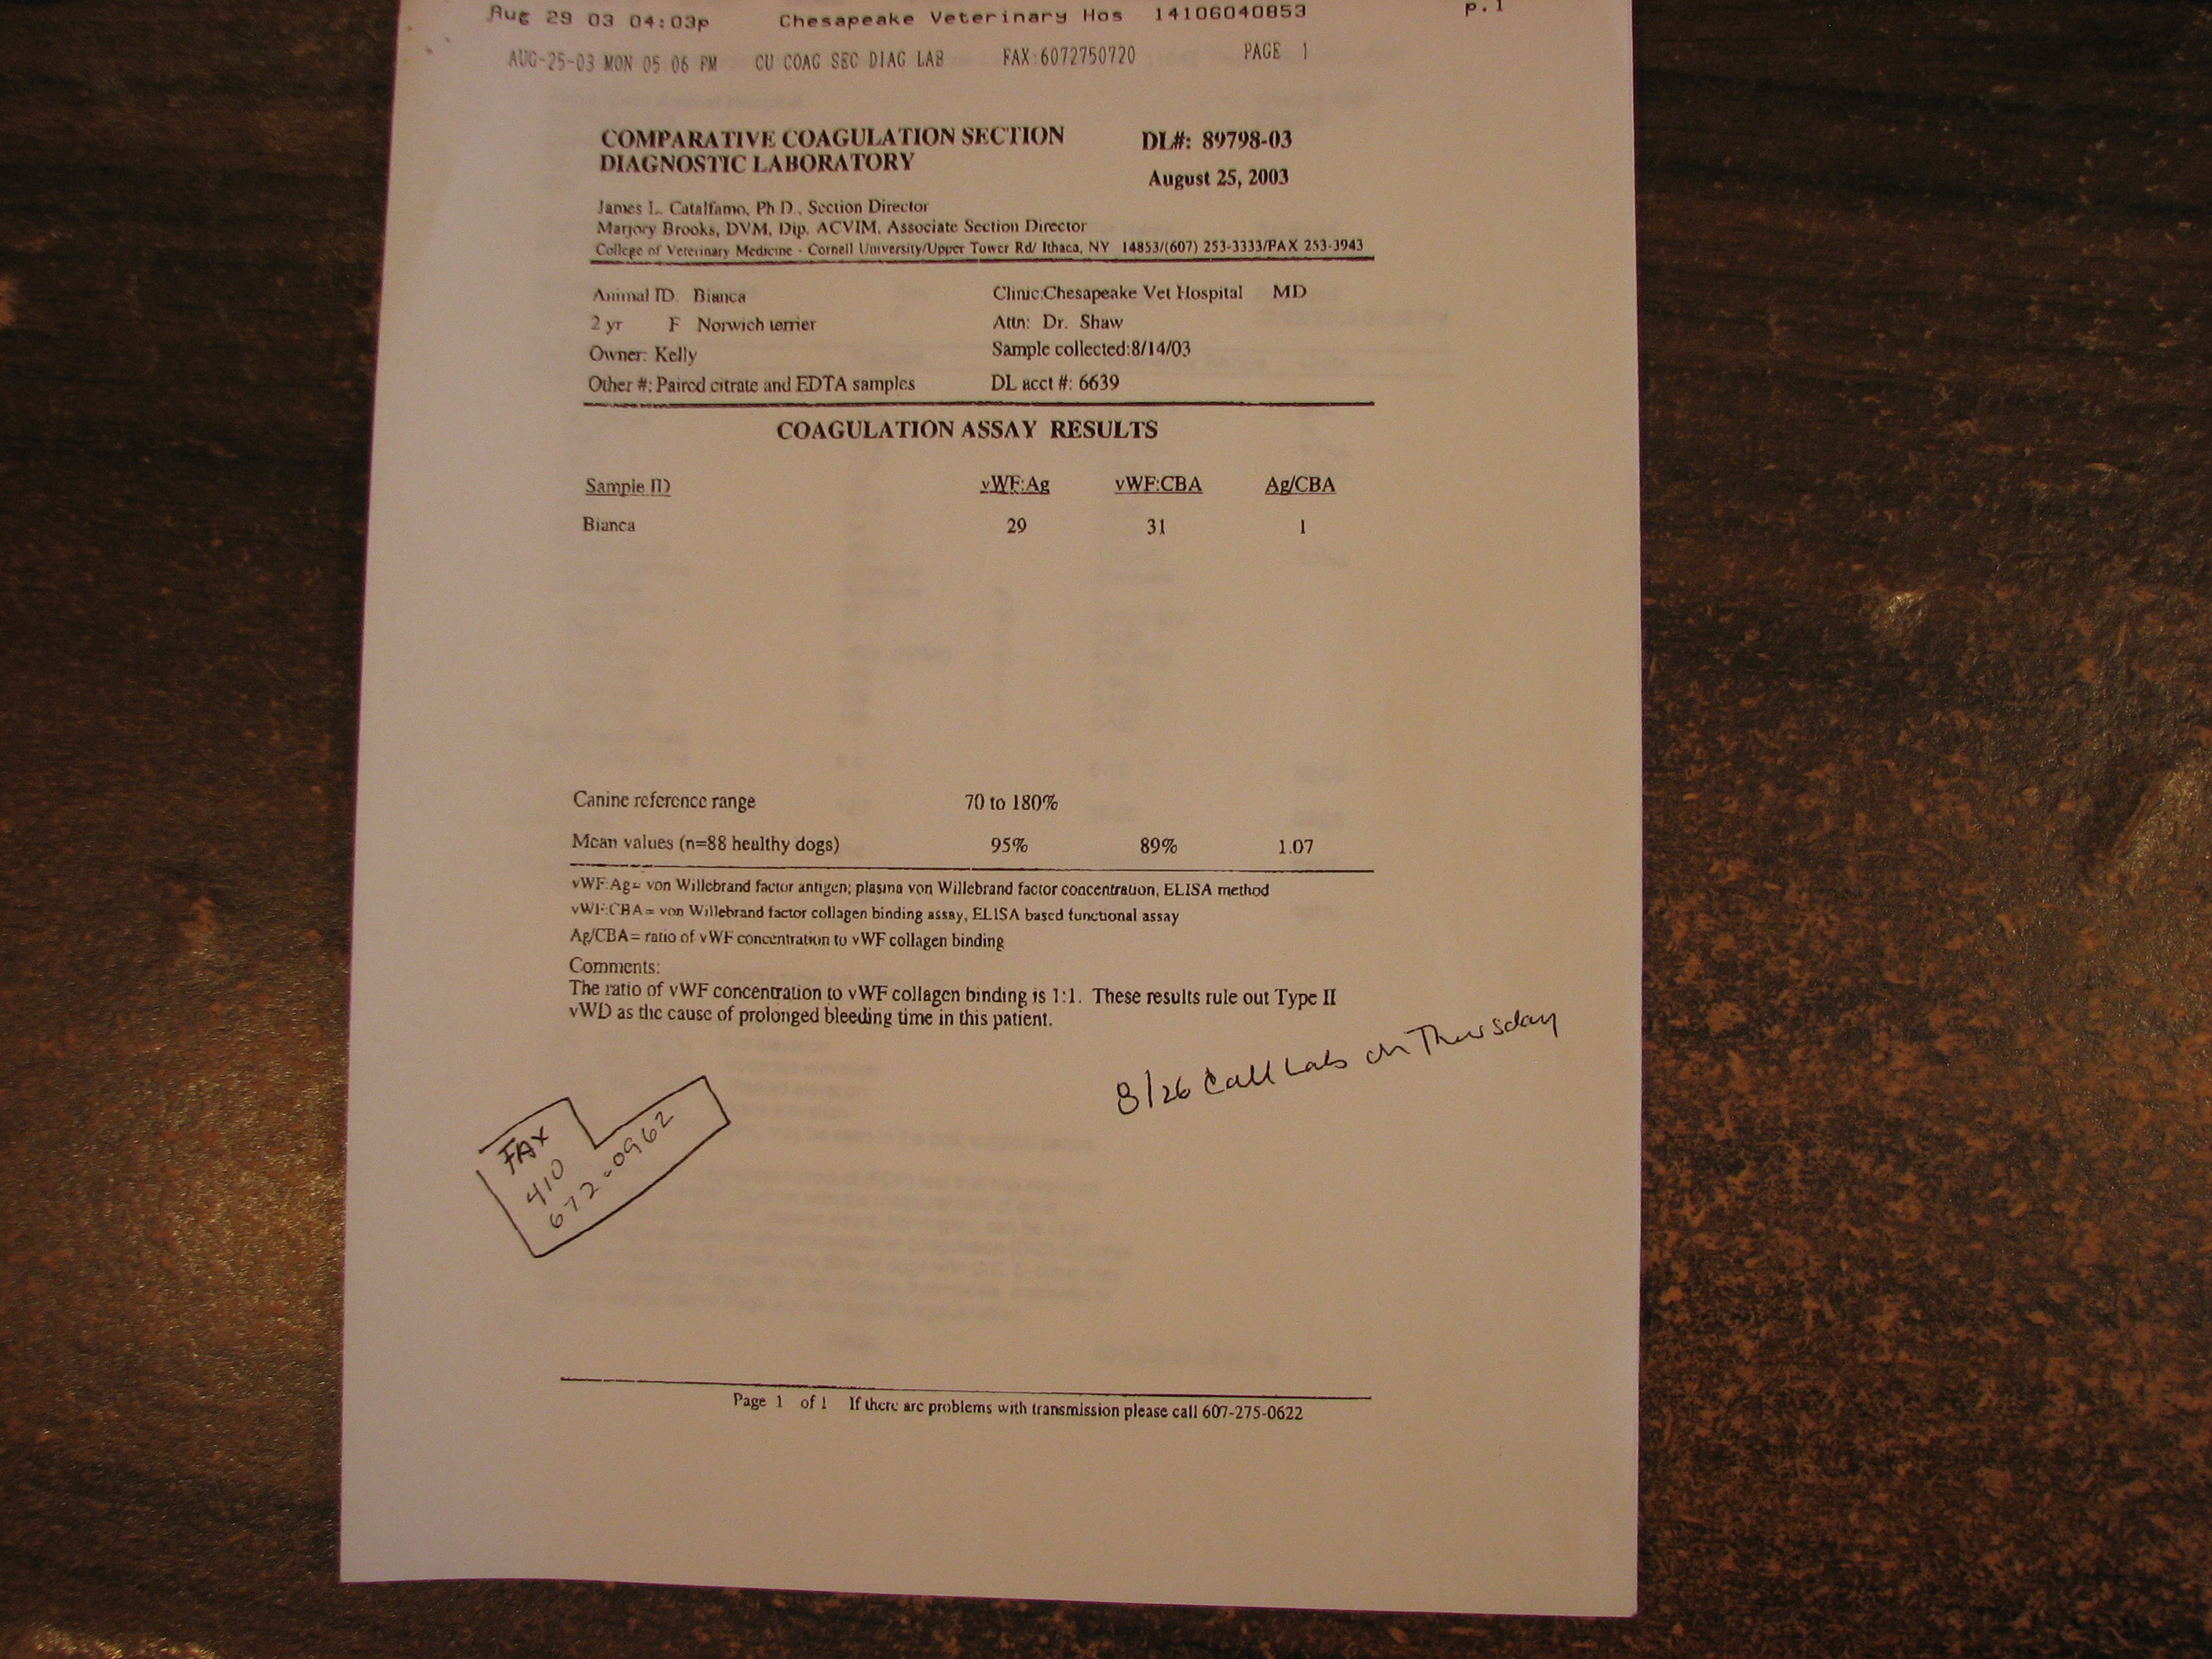 Aug 29 03 04:03p Chesapeake Veterinary Hos 14106040853 p.1
AUG-25-03 MON 05:06 PM CU COAG SEC DIAG LAB FAX:6072750720 PAGE 1
COMPARATIVE COAGULATION SECTION DL#: 89798-03
DIAGNOSTIC LABORATORY
August 25, 2003
James L. Catalfamo, Ph.D., Section Director
Marjory Brooks, DVM, Dip. ACVIM, Associate Section Director
College of Veterinary Medicine - Cornell University/Upper Tower Rd/ Ithaca, NY 14853/(607) 253-3333/FAX 253-3943
Animal ID: Bianca Clinic:Chesapeake Vet Hospital MD
2 yr F Norwich terrier Attn: Dr. Shaw
Owner: Kelly Sample collected:8/14/03
Other #: Paired citrate and EDTA samples DL acct #: 6639
COAGULATION ASSAY RESULTS
Sample ID vWF:Ag vWF:CBA Ag/CBA
Bianca 29 31 1
Canine reference range 70 to 180%
Mean values (n=88 healthy dogs) 95% 89% 1.07
vWF:Ag= von Willebrand factor antigen; plasma von Willebrand factor concentration, ELISA method
vWF:CBA= von Willebrand factor collagen binding assay, ELISA based functional assay
Ag/CBA= ratio of vWF concentration to vWF collagen binding
Comments:
The ratio of vWF concentration to vWF collagen binding is 1:1. These results rule out Type II
vWD as the cause of prolonged bleeding time in this patient.
8/26 Call Lab on Thursday
FAX
410
672-0962
Page 1 of 1 If there are problems with transmission please call 607-275-0622